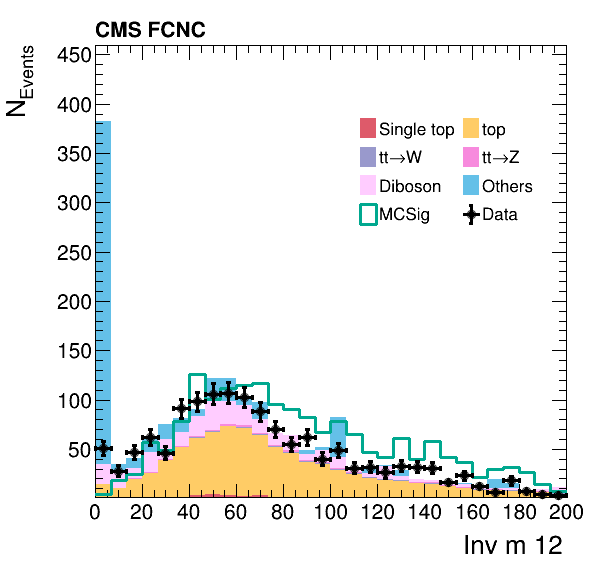 CMS FCNC
N_Events
450
400
350
300
250
200
150
100
50
Single top
top
tt→W
tt→Z
Diboson
Others
MCSig
Data
0 20 40 60 80 100 120 140 160 180 200
Inv m 12